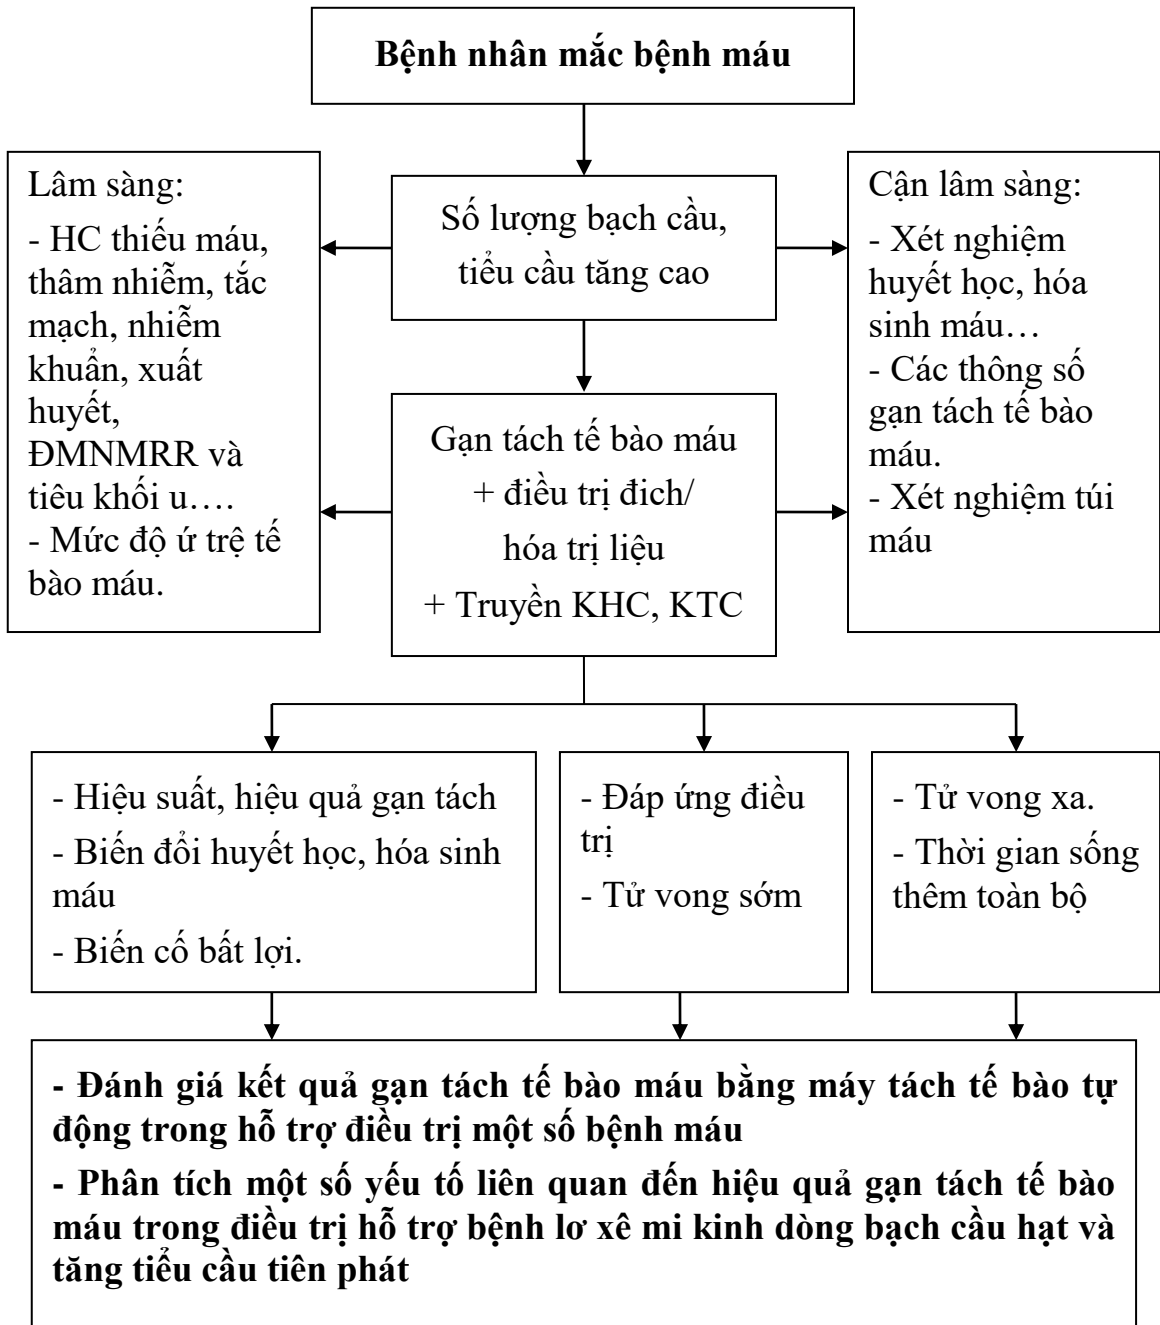 Bệnh nhân mắc bệnh máu
Lâm sàng:
- HC thiếu máu,
thâm nhiễm, tắc
mạch, nhiễm
khuẩn, xuất
huyết,
ĐMNMRR và
tiêu khối u….
- Mức độ ứ trệ tế
bào máu.
Số lượng bạch cầu,
tiểu cầu tăng cao
Cận lâm sàng:
- Xét nghiệm
huyết học, hóa
sinh máu…
- Các thông số
gạn tách tế bào
máu.
- Xét nghiệm túi
máu
Gạn tách tế bào máu
+ điều trị đich/
hóa trị liệu
+ Truyền KHC, KTC
- Hiệu suất, hiệu quả gạn tách
- Biến đổi huyết học, hóa sinh
máu
- Biến cố bất lợi.
- Đáp ứng điều
trị
- Tử vong sớm
- Tử vong xa.
- Thời gian sống
thêm toàn bộ
- Đánh giá kết quả gạn tách tế bào máu bằng máy tách tế bào tự
động trong hỗ trợ điều trị một số bệnh máu
- Phân tích một số yếu tố liên quan đến hiệu quả gạn tách tế bào
máu trong điều trị hỗ trợ bệnh lơ xê mi kinh dòng bạch cầu hạt và
tăng tiểu cầu tiên phát